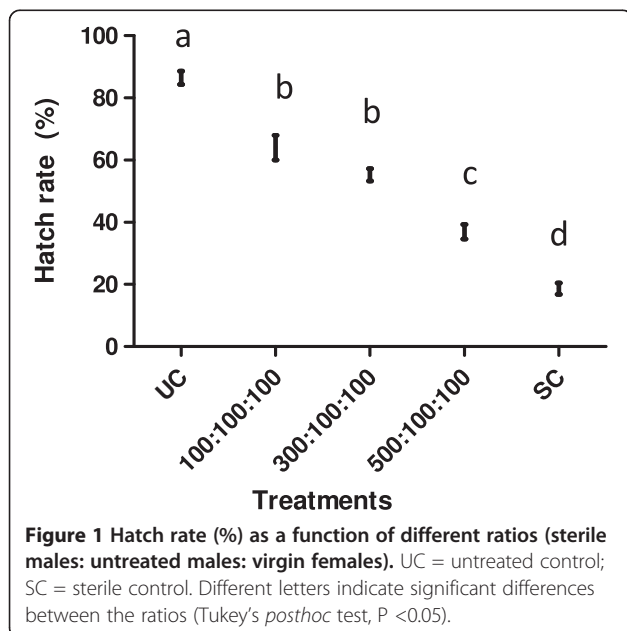 100
80
60
40
20
0
Hatch rate (%)
a
b
b
c
d
UC
100:100:100
300:100:100
500:100:100
SC
Treatments
Figure 1 Hatch rate (%) as a function of different ratios (sterile
males: untreated males: virgin females). UC = untreated control;
SC = sterile control. Different letters indicate significant differences
between the ratios (Tukey's posthoc test, P <0.05).